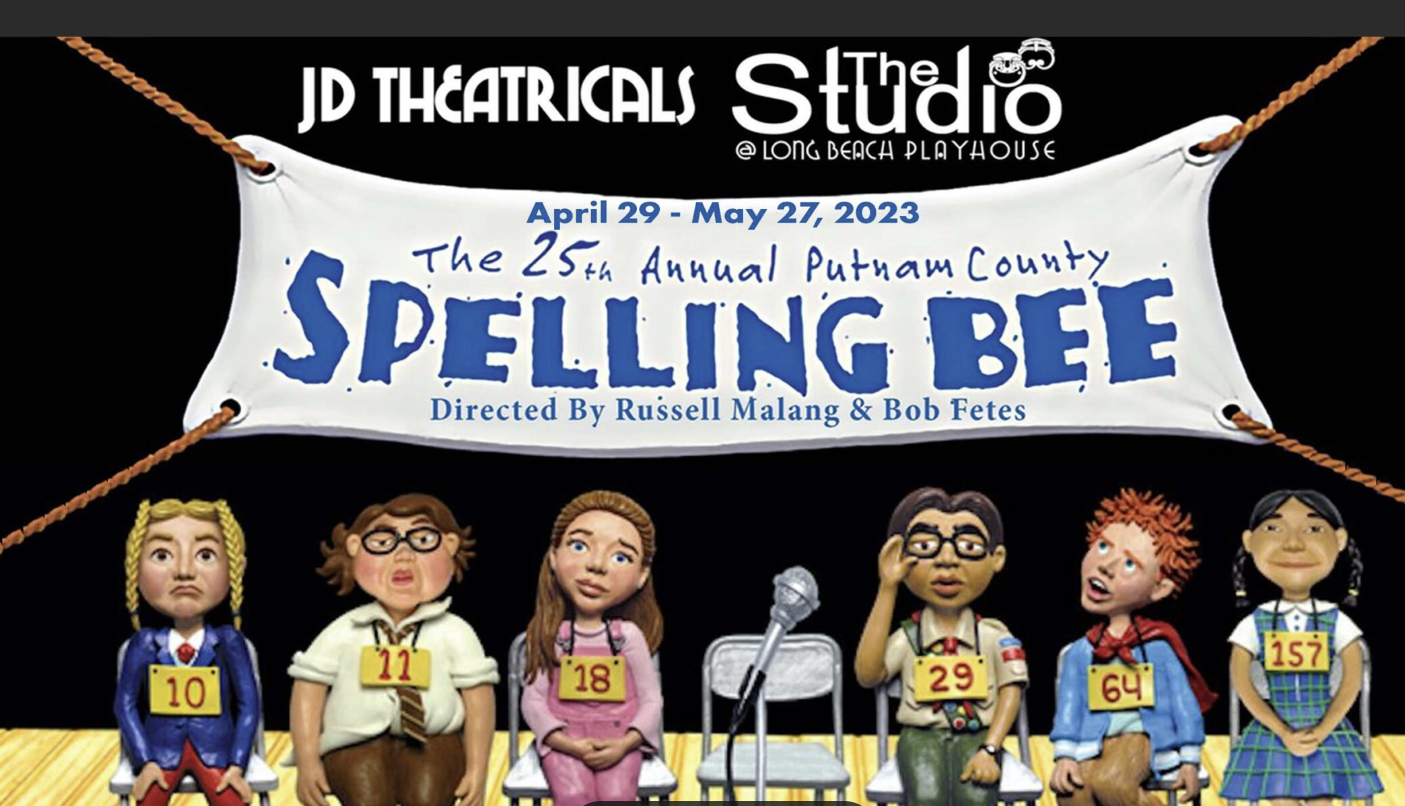 JD THEATRICALS
The Studio
@ LONG BEACH PLAYHOUSE
April 29 - May 27, 2023
The 25th Annual Putnam County
SPELLING BEE
Directed By Russell Malang & Bob Fetes
10
11
18
29
64
157